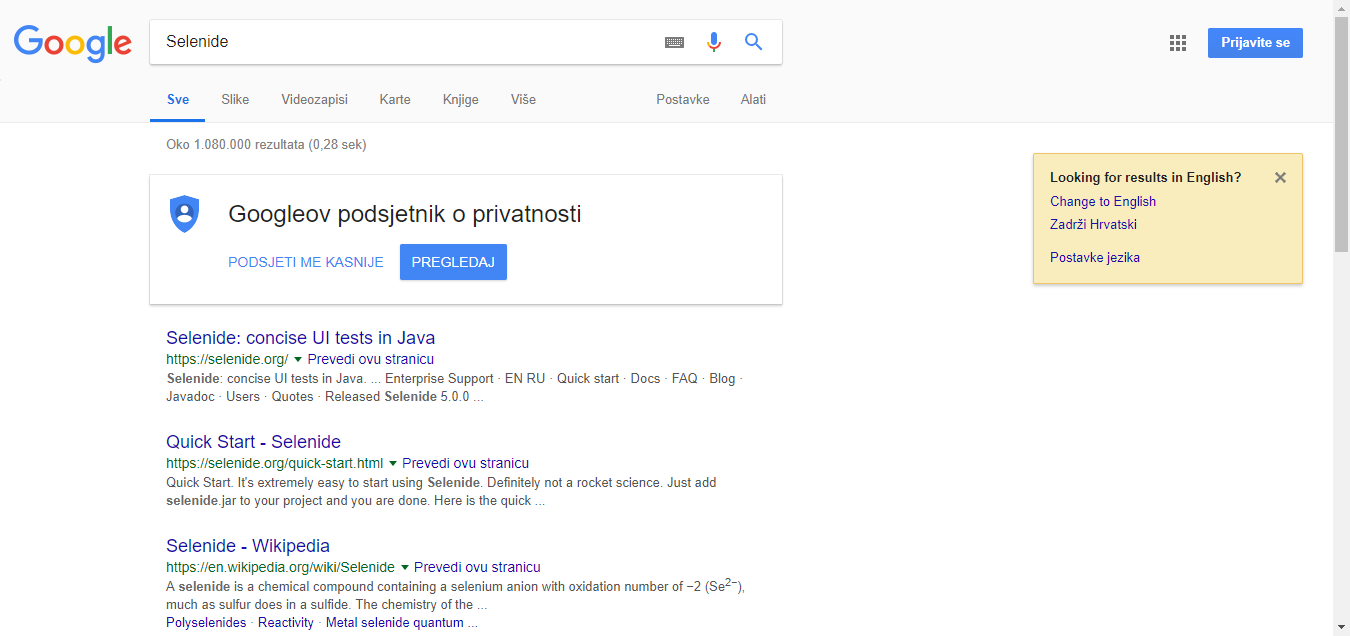 Google
Selenide
Prijavite se
Sve Slike Videozapisi Karte Knjige Više Postavke Alati
Oko 1.080.000 rezultata (0,28 sek)
Googleov podsjetnik o privatnosti
PODSJETI ME KASNIJE PREGLEDAJ
Looking for results in English?
Change to English
Zadrži Hrvatski
Postavke jezika
Selenide: concise UI tests in Java
https://selenide.org/ Prevedi ovu stranicu
Selenide: concise UI tests in Java. ... Enterprise Support · EN RU · Quick start · Docs · FAQ · Blog ·
Javadoc · Users · Quotes · Released Selenide 5.0.0 ...
Quick Start - Selenide
https://selenide.org/quick-start.html Prevedi ovu stranicu
Quick Start. It's extremely easy to start using Selenide. Definitely not a rocket science. Just add
selenide.jar to your project and you are done. Here is the quick ...
Selenide - Wikipedia
https://en.wikipedia.org/wiki/Selenide Prevedi ovu stranicu
A selenide is a chemical compound containing a selenium anion with oxidation number of −2 (Se²⁻),
much as sulfur does in a sulfide. The chemistry of the ...
Polyselenides · Reactivity · Metal selenide quantum ...